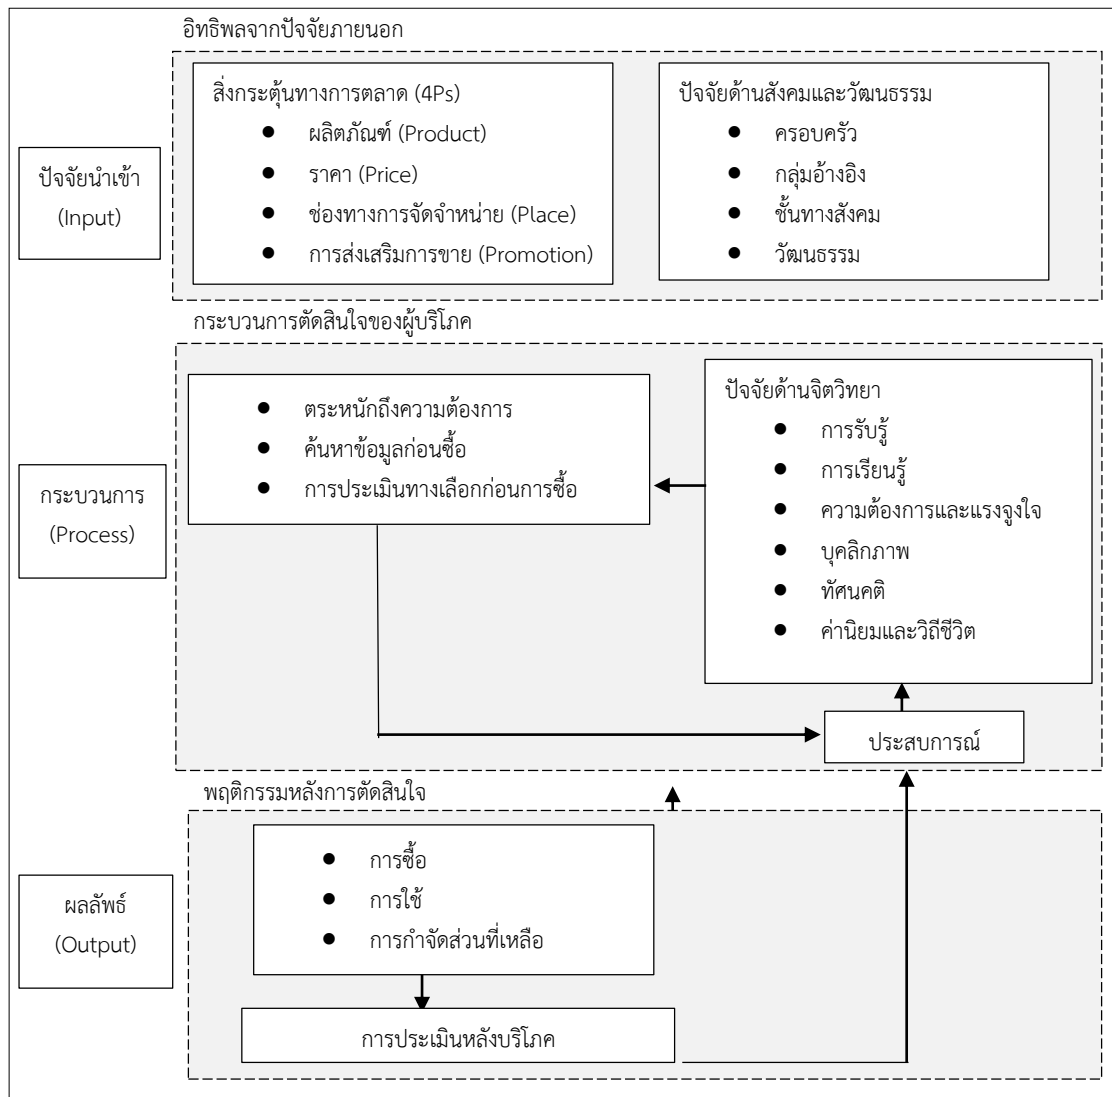 อิทธิพลจากปัจจัยภายนอก
สิ่งกระตุ้นทางการตลาด (4Ps)
● ผลิตภัณฑ์ (Product)
● ราคา (Price)
● ช่องทางการจัดจำหน่าย (Place)
● การส่งเสริมการขาย (Promotion)
ปัจจัยด้านสังคมและวัฒนธรรม
● ครอบครัว
● กลุ่มอ้างอิง
● ชั้นทางสังคม
● วัฒนธรรม
ปัจจัยนำเข้า
(Input)
กระบวนการตัดสินใจของผู้บริโภค
● ตระหนักถึงความต้องการ
● ค้นหาข้อมูลก่อนซื้อ
● การประเมินทางเลือกก่อนการซื้อ
ปัจจัยด้านจิตวิทยา
● การรับรู้
● การเรียนรู้
● ความต้องการและแรงจูงใจ
● บุคลิกภาพ
● ทัศนคติ
● ค่านิยมและวิถีชีวิต
กระบวนการ
(Process)
ประสบการณ์
พฤติกรรมหลังการตัดสินใจ
● การซื้อ
● การใช้
● การกำจัดส่วนที่เหลือ
ผลลัพธ์
(Output)
การประเมินหลังบริโภค